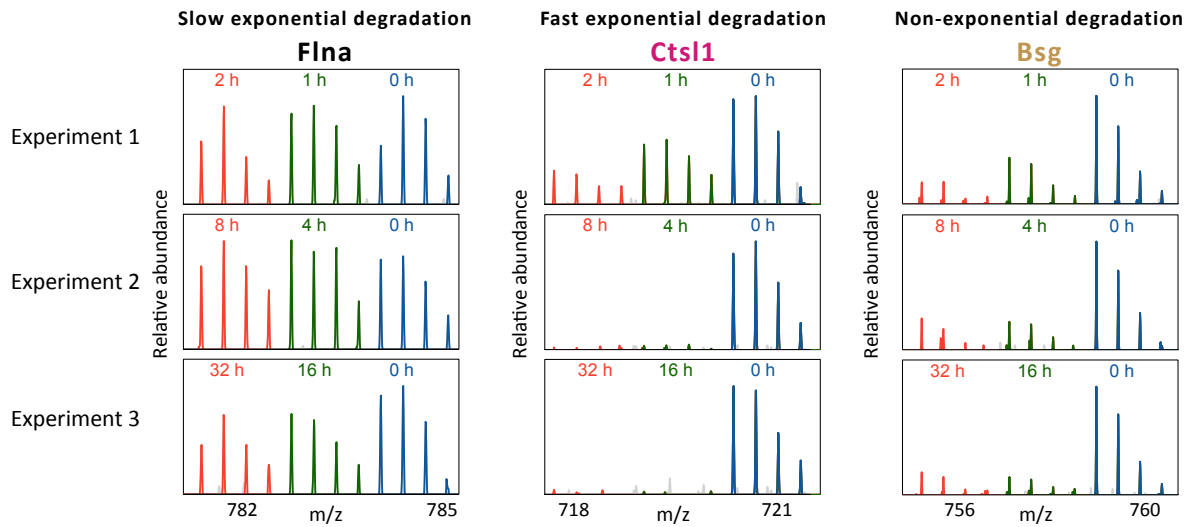 Slow exponential degradation
Fast exponential degradation
Non-exponential degradation
Flna
Ctsl1
Bsg
Experiment 1
2 h 1 h 0 h
2 h 1 h 0 h
2 h 1 h 0 h
Experiment 2
8 h 4 h 0 h
8 h 4 h 0 h
8 h 4 h 0 h
Experiment 3
32 h 16 h 0 h
32 h 16 h 0 h
32 h 16 h 0 h
Relative abundance
Relative abundance
Relative abundance
782 m/z 785
718 m/z 721
756 m/z 760